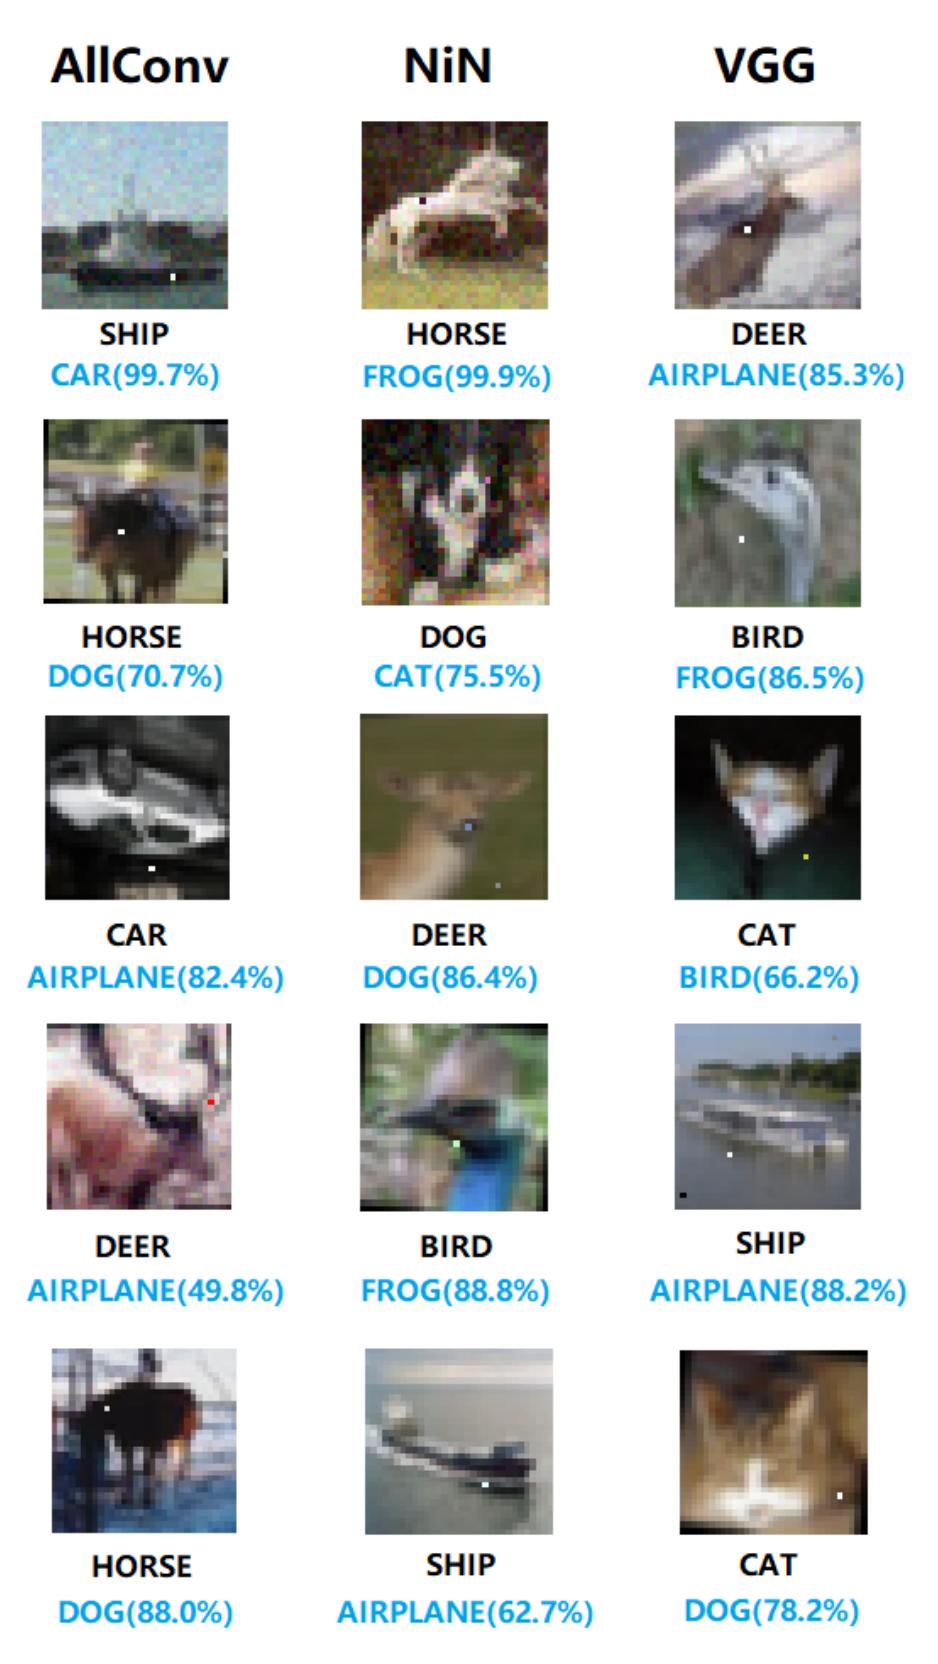 AllConv NiN VGG
SHIP HORSE DEER
CAR(99.7%) FROG(99.9%) AIRPLANE(85.3%)
HORSE DOG BIRD
DOG(70.7%) CAT(75.5%) FROG(86.5%)
CAR DEER CAT
AIRPLANE(82.4%) DOG(86.4%) BIRD(66.2%)
DEER BIRD SHIP
AIRPLANE(49.8%) FROG(88.8%) AIRPLANE(88.2%)
HORSE SHIP CAT
DOG(88.0%) AIRPLANE(62.7%) DOG(78.2%)